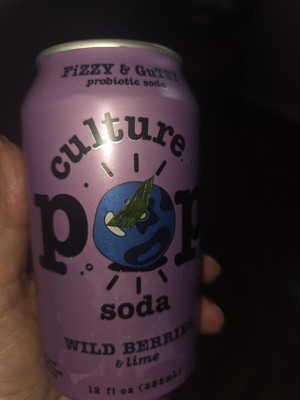 FiZZY & GuTSY
probiotic soda
culture
pop
soda
WILD BERRIES
& lime
12 fl oz (355ml)